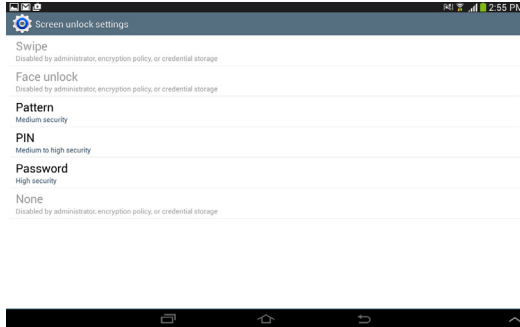 2:55 PM
Screen unlock settings
Swipe
Disabled by administrator, encryption policy, or credential storage
Face unlock
Disabled by administrator, encryption policy, or credential storage
Pattern
Medium security
PIN
Medium to high security
Password
High security
None
Disabled by administrator, encryption policy, or credential storage